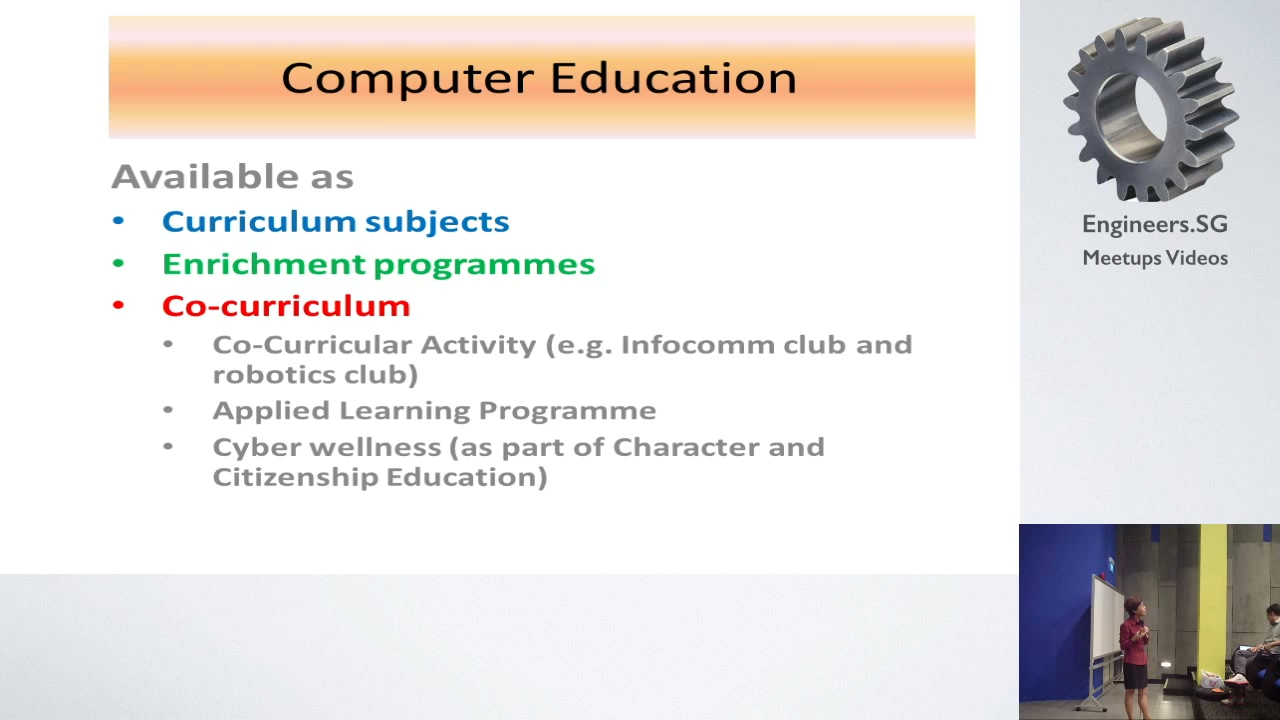 Computer Education
Available as
• Curriculum subjects
• Enrichment programmes
• Co-curriculum
• Co-Curricular Activity (e.g. Infocomm club and
robotics club)
• Applied Learning Programme
• Cyber wellness (as part of Character and
Citizenship Education)
Engineers.SG
Meetups Videos